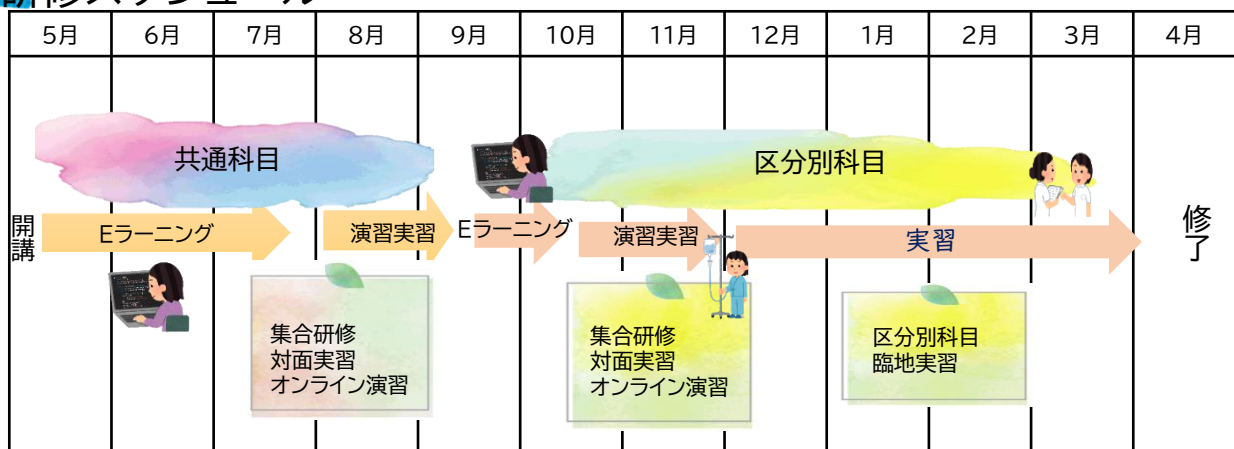 研修スケジュール
5月 6月 7月 8月 9月 10月 11月 12月 1月 2月 3月 4月
共通科目
区分別科目
開講
Eラーニング
演習実習
Eラーニング
演習実習
実習
修了
集合研修
対面実習
オンライン演習
集合研修
対面実習
オンライン演習
区分別科目
臨地実習